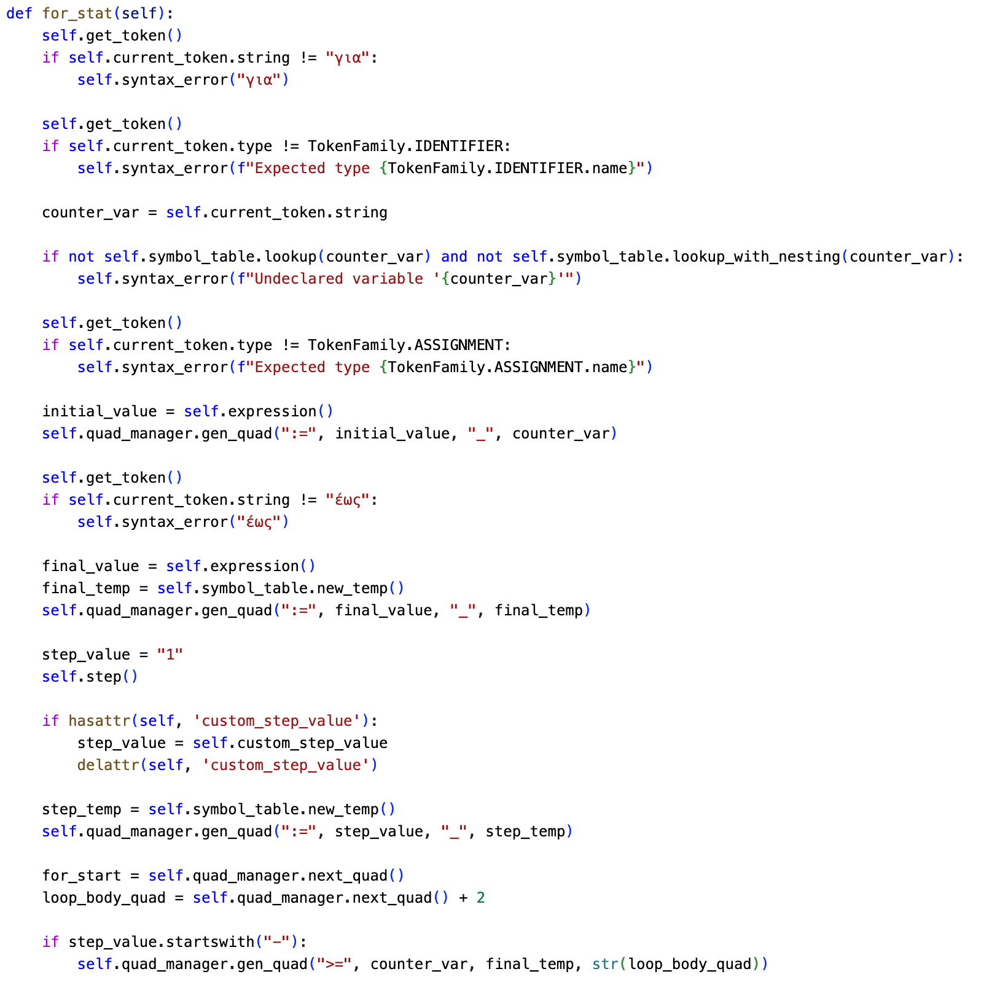 def for_stat(self):
    self.get_token()
    if self.current_token.string != "για":
        self.syntax_error("για")

    self.get_token()
    if self.current_token.type != TokenFamily.IDENTIFIER:
        self.syntax_error(f"Expected type {TokenFamily.IDENTIFIER.name}")

    counter_var = self.current_token.string

    if not self.symbol_table.lookup(counter_var) and not self.symbol_table.lookup_with_nesting(counter_var):
        self.syntax_error(f"Undeclared variable '{counter_var}'")

    self.get_token()
    if self.current_token.type != TokenFamily.ASSIGNMENT:
        self.syntax_error(f"Expected type {TokenFamily.ASSIGNMENT.name}")

    initial_value = self.expression()
    self.quad_manager.gen_quad(":=", initial_value, "_", counter_var)

    self.get_token()
    if self.current_token.string != "έως":
        self.syntax_error("έως")

    final_value = self.expression()
    final_temp = self.symbol_table.new_temp()
    self.quad_manager.gen_quad(":=", final_value, "_", final_temp)

    step_value = "1"
    self.step()

    if hasattr(self, 'custom_step_value'):
        step_value = self.custom_step_value
        delattr(self, 'custom_step_value')

    step_temp = self.symbol_table.new_temp()
    self.quad_manager.gen_quad(":=", step_value, "_", step_temp)

    for_start = self.quad_manager.next_quad()
    loop_body_quad = self.quad_manager.next_quad() + 2

    if step_value.startswith("-"):
        self.quad_manager.gen_quad(">=", counter_var, final_temp, str(loop_body_quad))